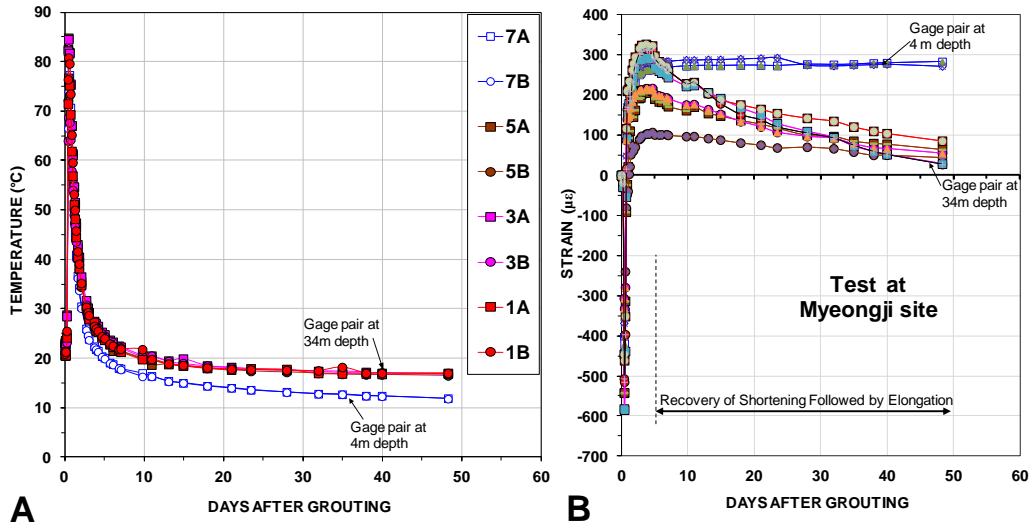 TEMPERATURE (°C)
100
90
80
70
60
50
40
30
20
10
0
0
10
20
30
40
50
60
DAYS AFTER GROUTING
A
7A
7B
5A
5B
3A
3B
1A
1B
Gage pair at
34m depth
Gage pair at
4m depth
STRAIN (µε)
400
300
200
100
0
-100
-200
-300
-400
-500
-600
-700
0
10
20
30
40
50
60
DAYS AFTER GROUTING
B
Gage pair at
4 m depth
Gage pair at
34m depth
Test at
Myeongji site
Recovery of Shortening Followed by Elongation